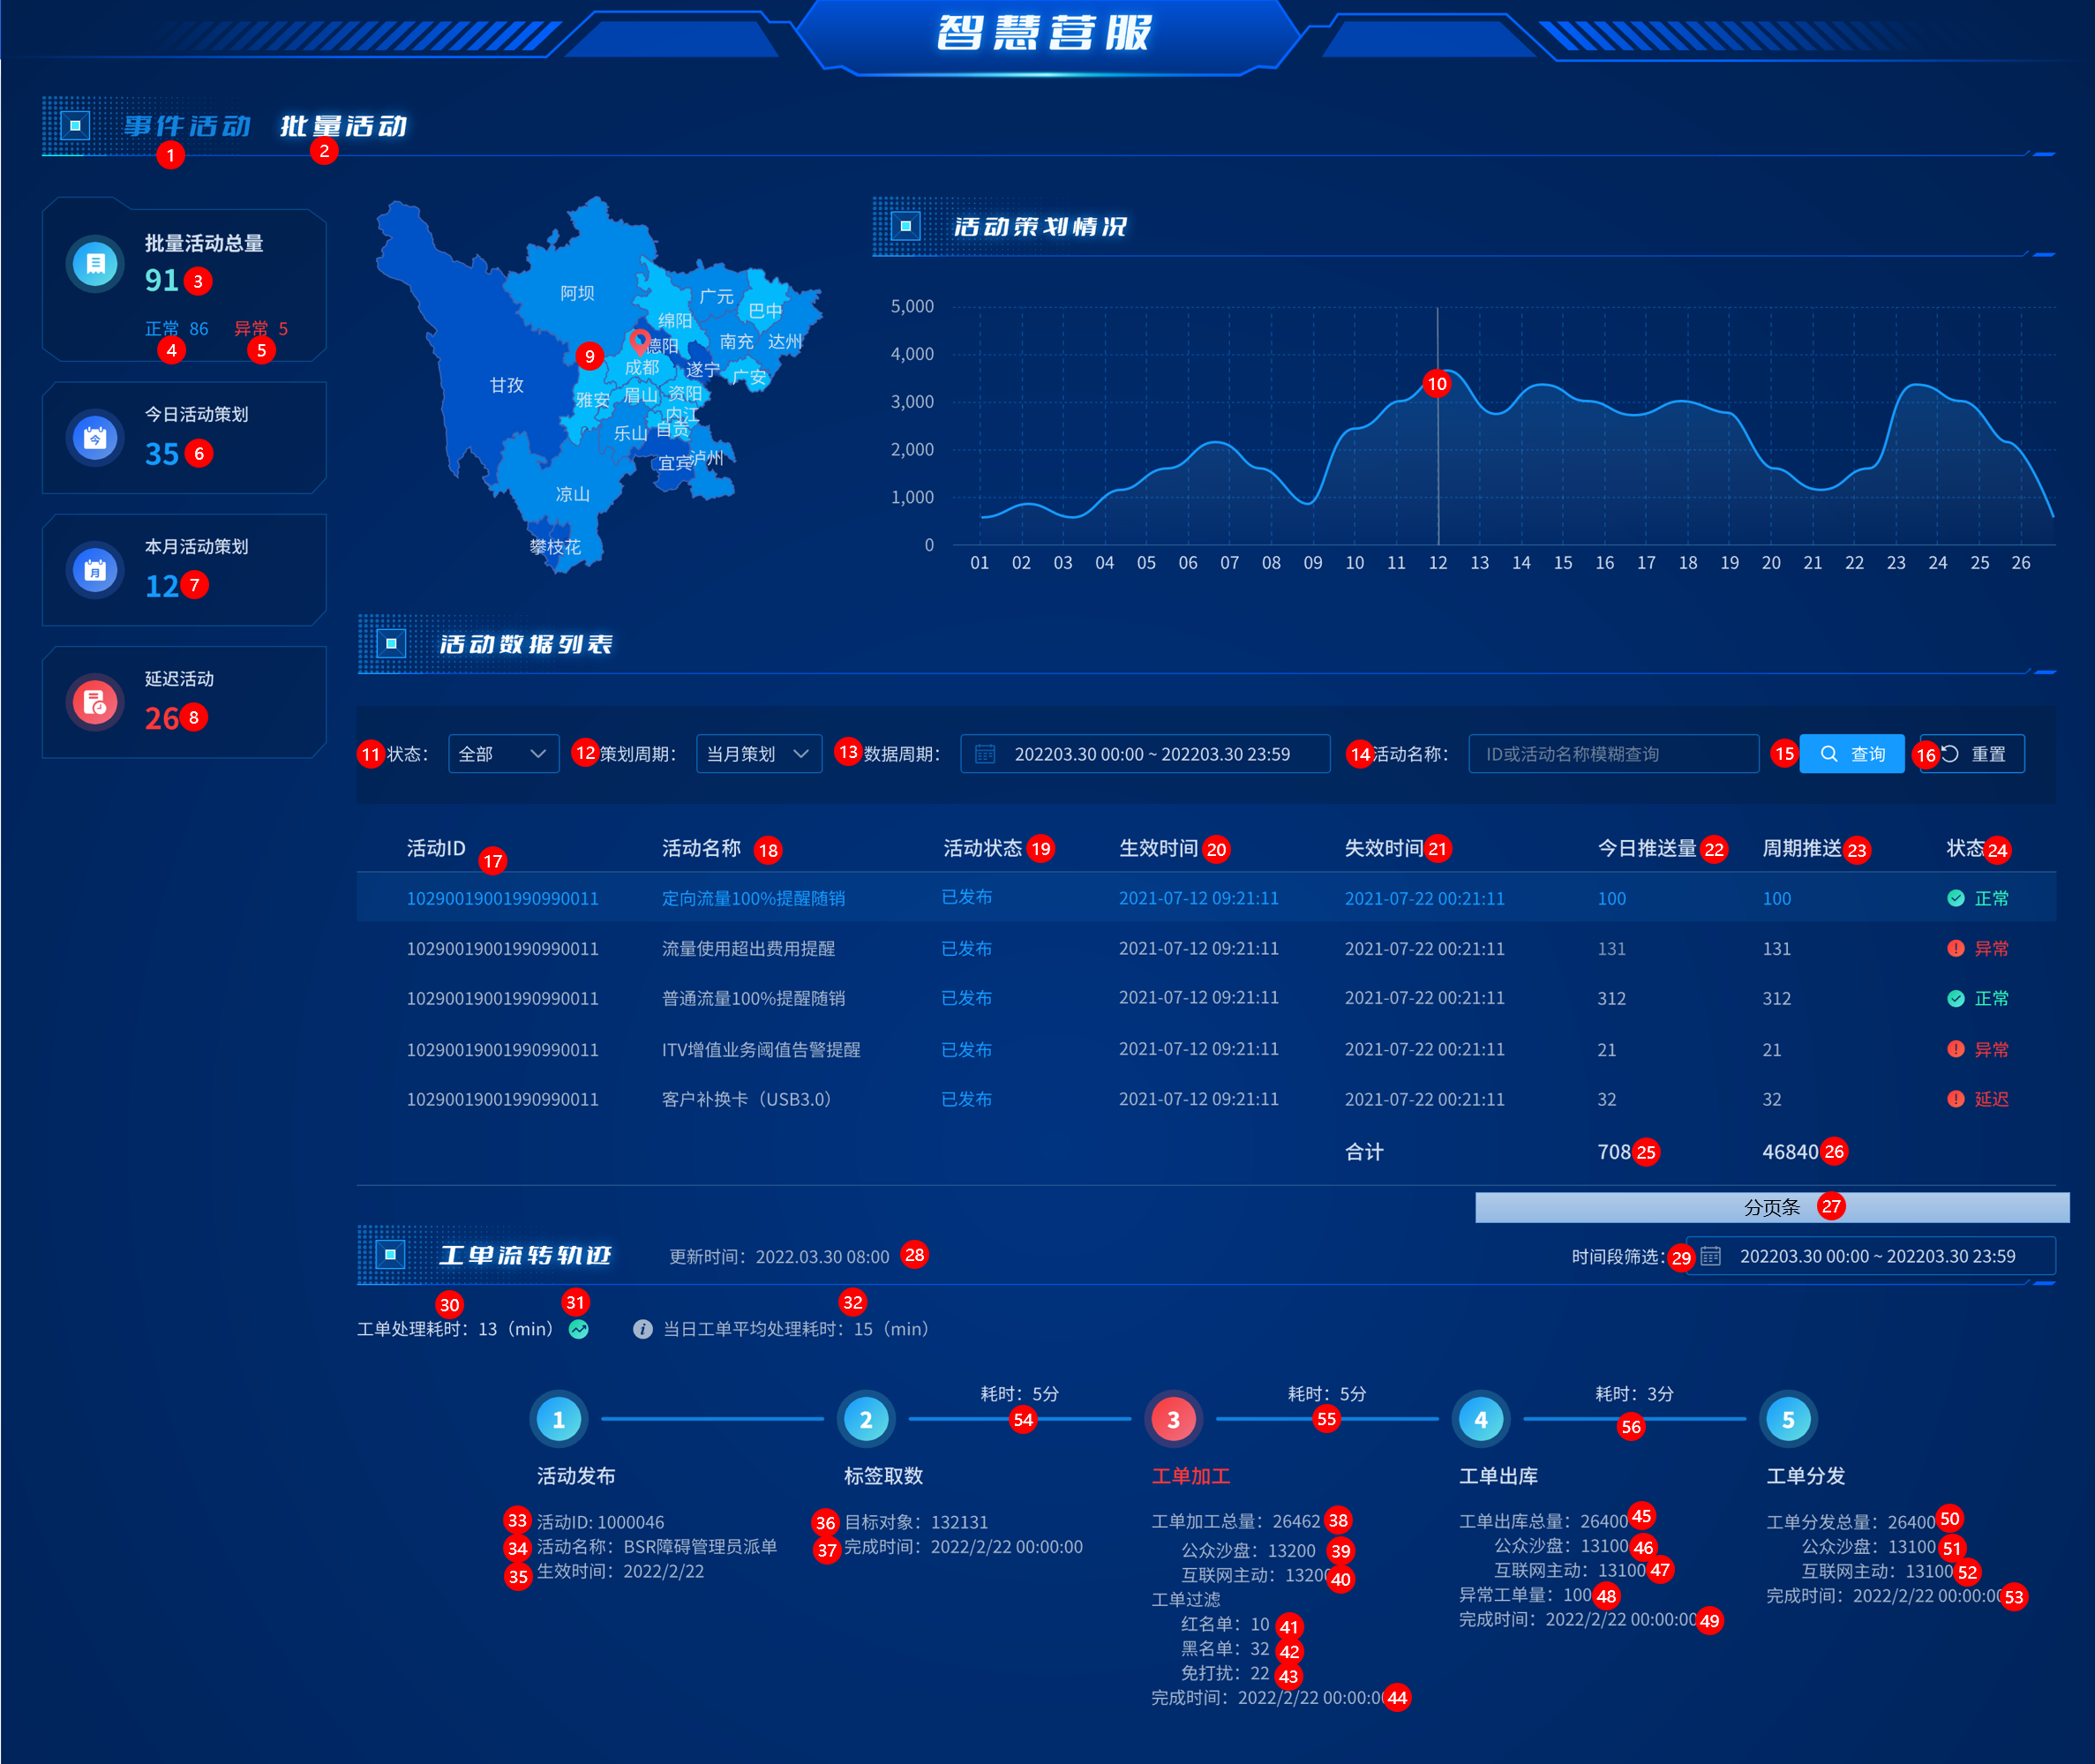 智慧营服
事件活动 批量活动
1 2
批量活动总量
91 3
正常 86 异常 5
4 5
今日活动策划
35 6
本月活动策划
12 7
延迟活动
26 8
阿坝
广元
巴中
绵阳
南充 达州
德阳
9
成都
遂宁
广安
甘孜
雅安 眉山 资阳
内江
乐山 自贡
宜宾 泸州
凉山
攀枝花
活动策划情况
5,000
4,000
3,000
2,000
1,000
0
10
01 02 03 04 05 06 07 08 09 10 11 12 13 14 15 16 17 18 19 20 21 22 23 24 25 26
活动数据列表
11 状态： 全部 12 策划周期： 当月策划 13 数据周期： 202203.30 00:00 ~ 202203.30 23:59 14 活动名称： ID或活动名称模糊查询 15 查询 16 重置
活动ID 17 活动名称 18 活动状态 19 生效时间 20 失效时间 21 今日推送量 22 周期推送 23 状态 24
10290019001990990011 定向流量100%提醒随销 已发布 2021-07-12 09:21:11 2021-07-22 00:21:11 100 100 正常
10290019001990990011 流量使用超出费用提醒 已发布 2021-07-12 09:21:11 2021-07-22 00:21:11 131 131 异常
10290019001990990011 普通流量100%提醒随销 已发布 2021-07-12 09:21:11 2021-07-22 00:21:11 312 312 正常
10290019001990990011 ITV增值业务阈值告警提醒 已发布 2021-07-12 09:21:11 2021-07-22 00:21:11 21 21 异常
10290019001990990011 客户补换卡（USB3.0） 已发布 2021-07-12 09:21:11 2021-07-22 00:21:11 32 32 延迟
合计 708 25 46840 26
分页条 27
工单流转轨迹 更新时间：2022.03.30 08:00 28 时间段筛选： 29 202203.30 00:00 ~ 202203.30 23:59
30 31 32
工单处理耗时：13（min） 当日工单平均处理耗时：15（min）
耗时：5分 耗时：5分 耗时：3分
1 2 54 3 55 4 56 5
活动发布 标签取数 工单加工 工单出库 工单分发
33 活动ID: 1000046
34 活动名称：BSR障碍管理员派单
35 生效时间：2022/2/22
36 目标对象：132131
37 完成时间：2022/2/22 00:00:00
工单加工总量：26462 38
公众沙盘：13200 39
互联网主动：13200 40
工单过滤
红名单：10 41
黑名单：32 42
免打扰：22 43
完成时间：2022/2/22 00:00:00 44
工单出库总量：26400 45
公众沙盘：13100 46
互联网主动：13100 47
异常工单量：100 48
完成时间：2022/2/22 00:00:00 49
工单分发总量：26400 50
公众沙盘：13100 51
互联网主动：13100 52
完成时间：2022/2/22 00:00:00 53